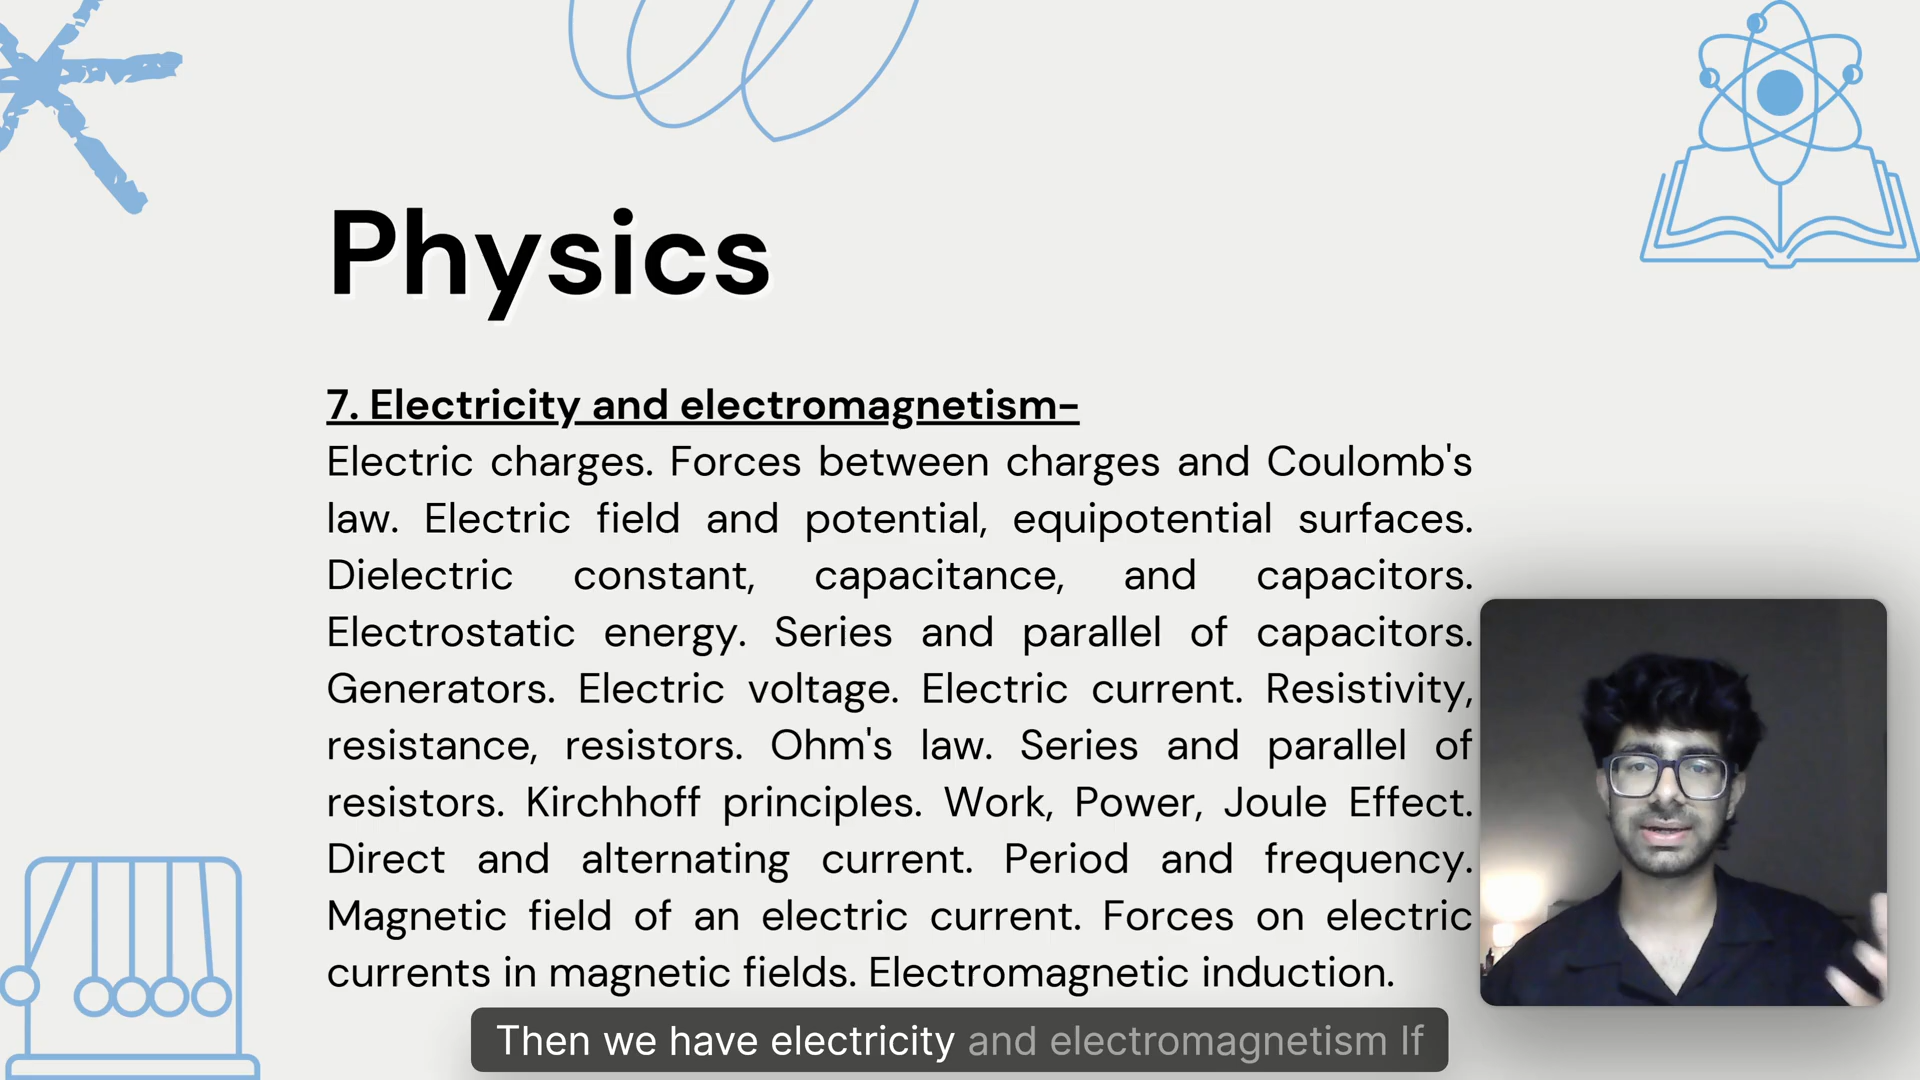 Physics
7. Electricity and electromagnetism-
Electric charges. Forces between charges and Coulomb's
law. Electric field and potential, equipotential surfaces.
Dielectric constant, capacitance, and capacitors.
Electrostatic energy. Series and parallel of capacitors.
Generators. Electric voltage. Electric current. Resistivity,
resistance, resistors. Ohm's law. Series and parallel of
resistors. Kirchhoff principles. Work, Power, Joule Effect.
Direct and alternating current. Period and frequency.
Magnetic field of an electric current. Forces on electric
currents in magnetic fields. Electromagnetic induction.
Then we have electricity and electromagnetism If